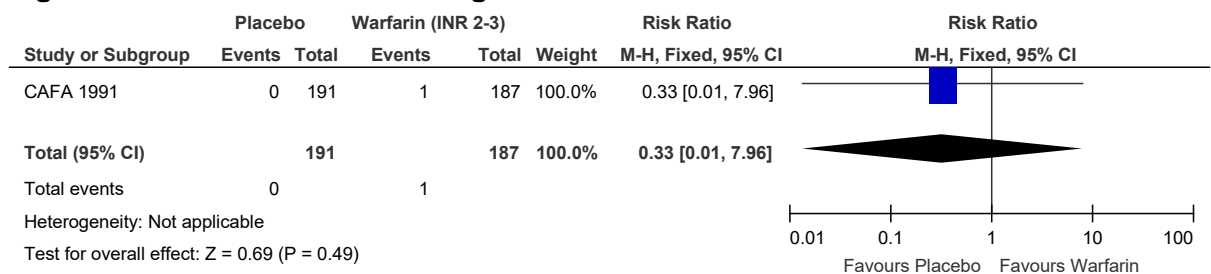 Placebo Warfarin (INR 2-3) Risk Ratio Risk Ratio
Study or Subgroup Events Total Events Total Weight M-H, Fixed, 95% CI M-H, Fixed, 95% CI
CAFA 1991 0 191 1 187 100.0% 0.33 [0.01, 7.96]
Total (95% CI) 191 187 100.0% 0.33 [0.01, 7.96]
Total events 0 1
Heterogeneity: Not applicable
Test for overall effect: Z = 0.69 (P = 0.49)
0.01 0.1 1 10 100
Favours Placebo Favours Warfarin